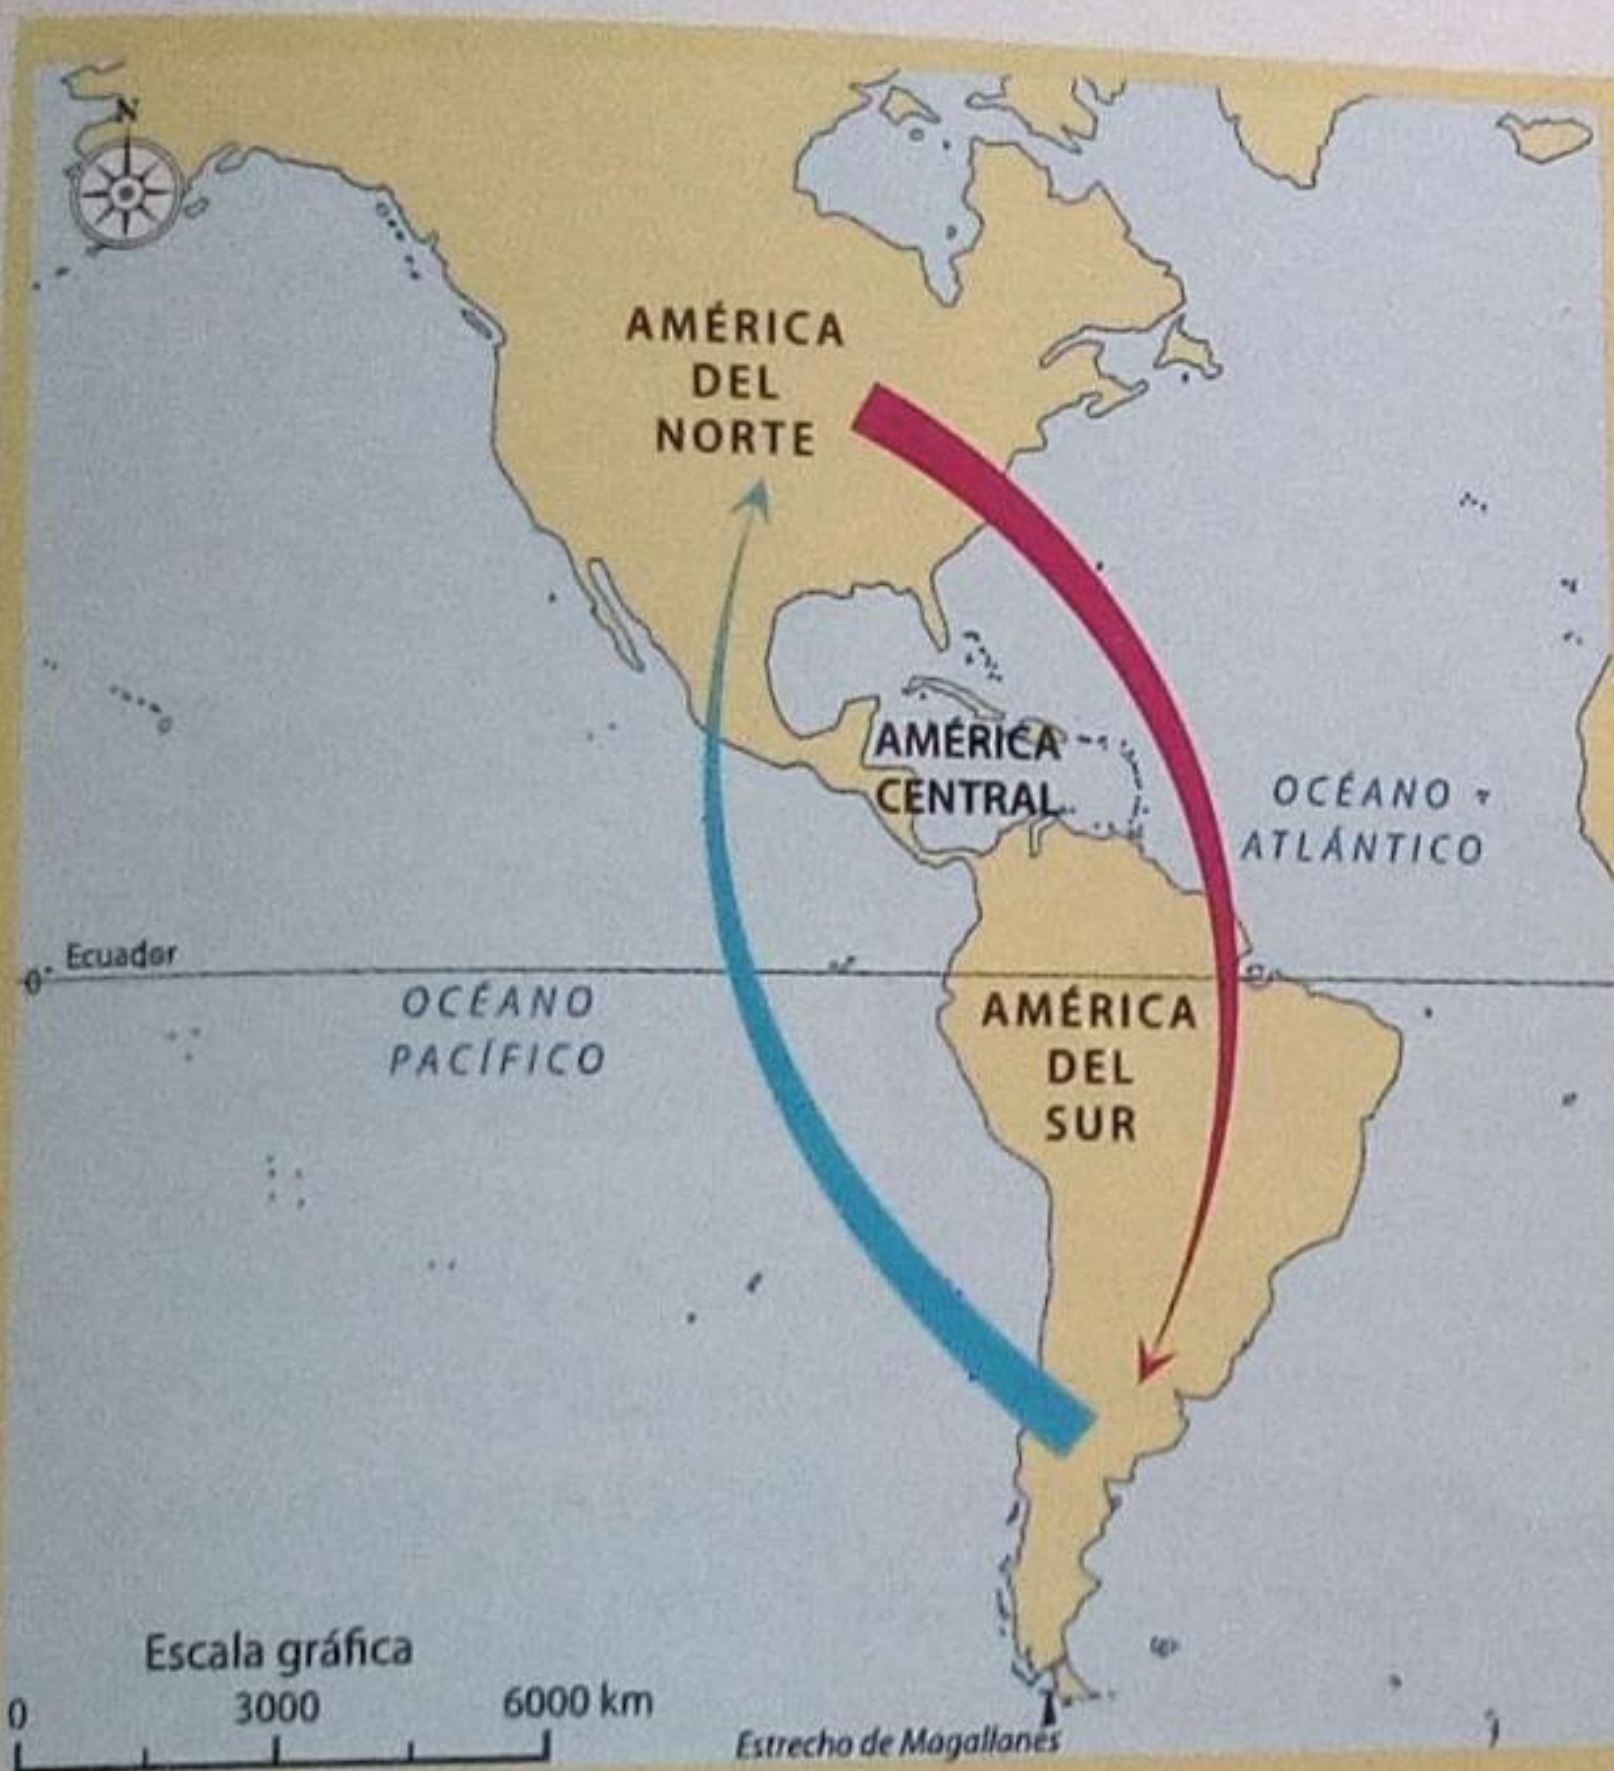 N
AMÉRICA
DEL
NORTE
AMÉRICA
CENTRAL
OCÉANO
ATLÁNTICO
Ecuador
0°
OCÉANO
PACÍFICO
AMÉRICA
DEL
SUR
Escala gráfica
0 3000 6000 km
Estrecho de Magallanes